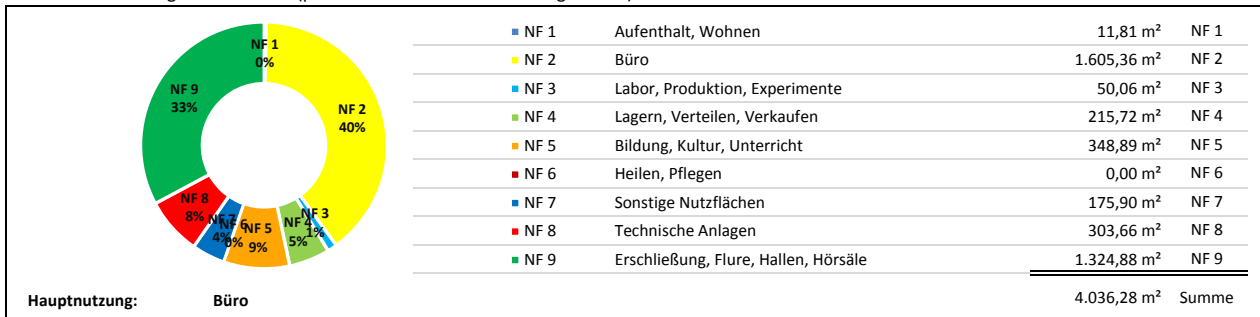 NF 1
0%
NF 2
40%
NF 3
1%
NF 4
5%
NF 5
9%
NF 6
0%
NF 7
4%
NF 8
8%
NF 9
33%
NF 1 Aufenthalt, Wohnen 11,81 m² NF 1
NF 2 Büro 1.605,36 m² NF 2
NF 3 Labor, Produktion, Experimente 50,06 m² NF 3
NF 4 Lagern, Verteilen, Verkaufen 215,72 m² NF 4
NF 5 Bildung, Kultur, Unterricht 348,89 m² NF 5
NF 6 Heilen, Pflegen 0,00 m² NF 6
NF 7 Sonstige Nutzflächen 175,90 m² NF 7
NF 8 Technische Anlagen 303,66 m² NF 8
NF 9 Erschließung, Flure, Hallen, Hörsäle 1.324,88 m² NF 9
Hauptnutzung: Büro 4.036,28 m² Summe